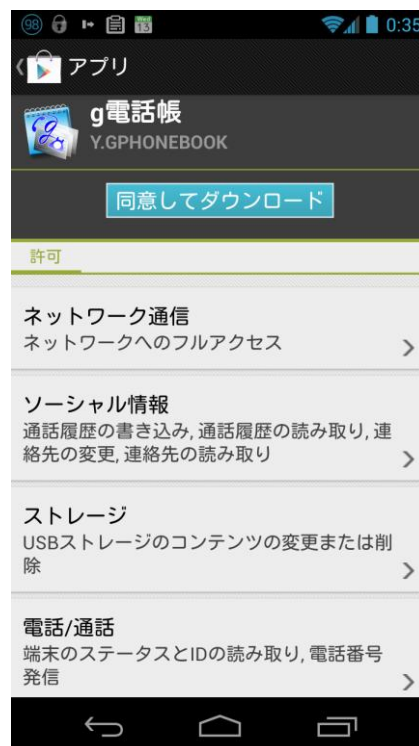 98
Wed
13
0:35
アプリ
g電話帳
Y.GPHONEBOOK
同意してダウンロード
許可
ネットワーク通信
ネットワークへのフルアクセス
ソーシャル情報
通話履歴の書き込み, 通話履歴の読み取り, 連
絡先の変更, 連絡先の読み取り
ストレージ
USBストレージのコンテンツの変更または削
除
電話/通話
端末のステータスとIDの読み取り, 電話番号
発信